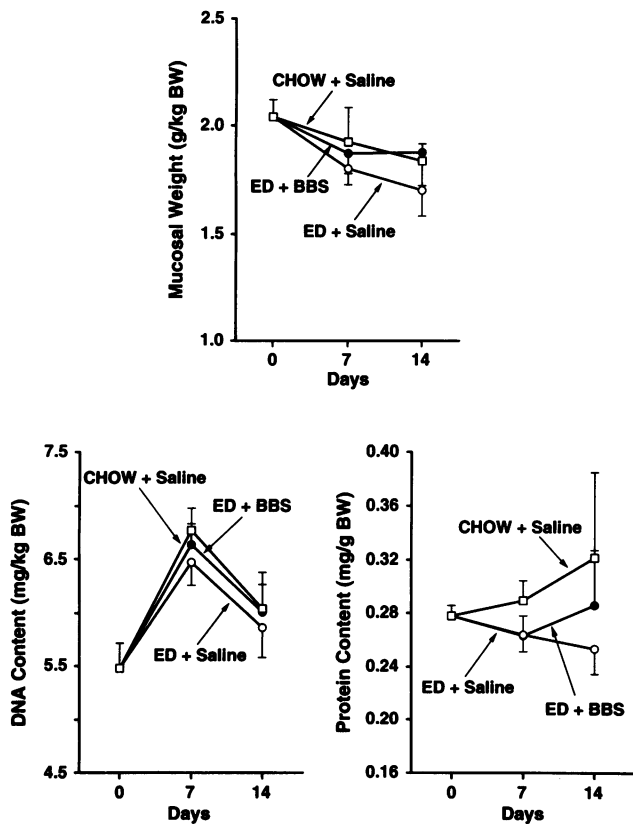 2.5
2.0
1.5
1.0
Mucosal Weight (g/kg BW)
CHOW + Saline
ED + BBS
ED + Saline
0 7 14
Days
7.5
6.5
5.5
4.5
DNA Content (mg/kg BW)
CHOW + Saline
ED + BBS
ED + Saline
0 7 14
Days
0.40
0.36
0.32
0.28
0.24
0.20
0.16
Protein Content (mg/g BW)
CHOW + Saline
ED + Saline
ED + BBS
0 7 14
Days